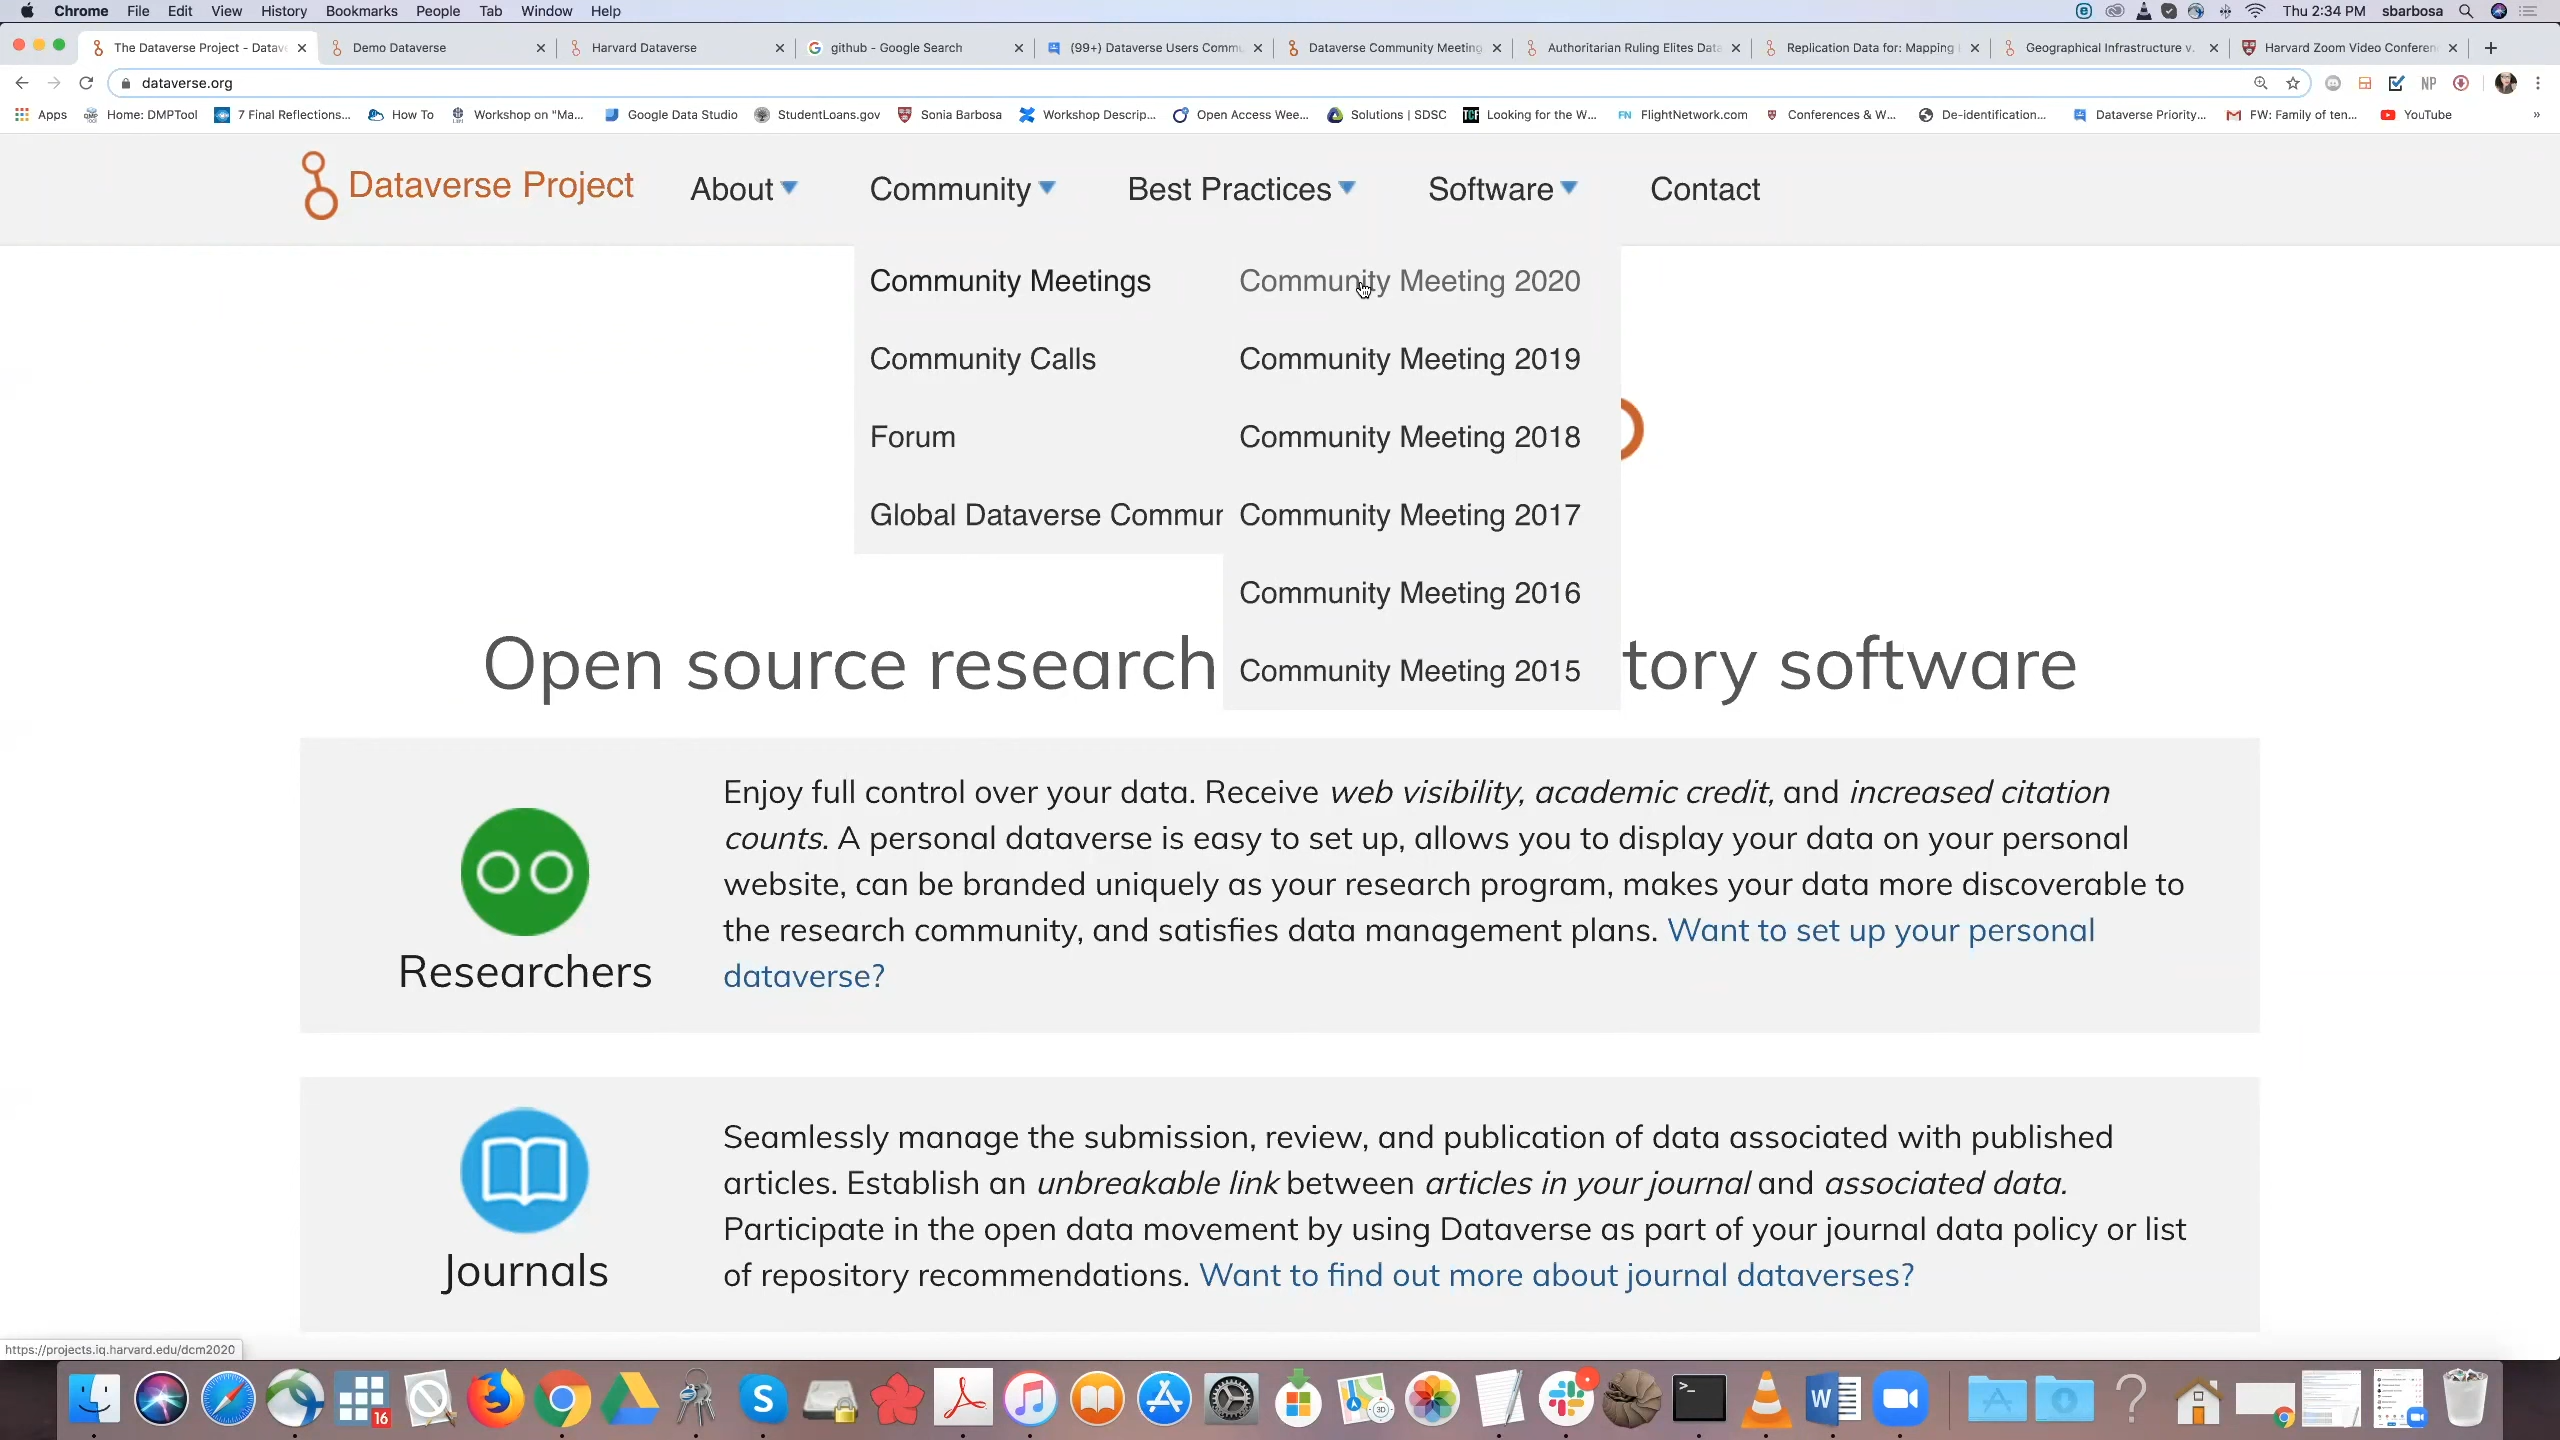 Chrome File Edit View History Bookmarks People Tab Window Help Thu 2:34 PM sbarbosa
The Dataverse Project - Datave Demo Dataverse Harvard Dataverse github - Google Search (99+) Dataverse Users Commu Dataverse Community Meeting Authoritarian Ruling Elites Data Replication Data for: Mapping Geographical Infrastructure v. Harvard Zoom Video Conferen
dataverse.org NP
Apps Home: DMPTool 7 Final Reflections... How To Workshop on "Ma... Google Data Studio StudentLoans.gov Sonia Barbosa Workshop Descrip... Open Access Wee... Solutions | SDSC Looking for the W... FlightNetwork.com Conferences & W... De-identification... Dataverse Priority... FW: Family of ten... YouTube »
Dataverse Project About Community Best Practices Software Contact
Community Meetings Community Meeting 2020
Community Calls Community Meeting 2019
Forum Community Meeting 2018
Global Dataverse Commun Community Meeting 2017
Community Meeting 2016
Community Meeting 2015
Open source research tory software
Researchers
Enjoy full control over your data. Receive web visibility, academic credit, and increased citation
counts. A personal dataverse is easy to set up, allows you to display your data on your personal
website, can be branded uniquely as your research program, makes your data more discoverable to
the research community, and satisfies data management plans. Want to set up your personal
dataverse?
Journals
Seamlessly manage the submission, review, and publication of data associated with published
articles. Establish an unbreakable link between articles in your journal and associated data.
Participate in the open data movement by using Dataverse as part of your journal data policy or list
of repository recommendations. Want to find out more about journal dataverses?
https://projects.iq.harvard.edu/dcm2020
16